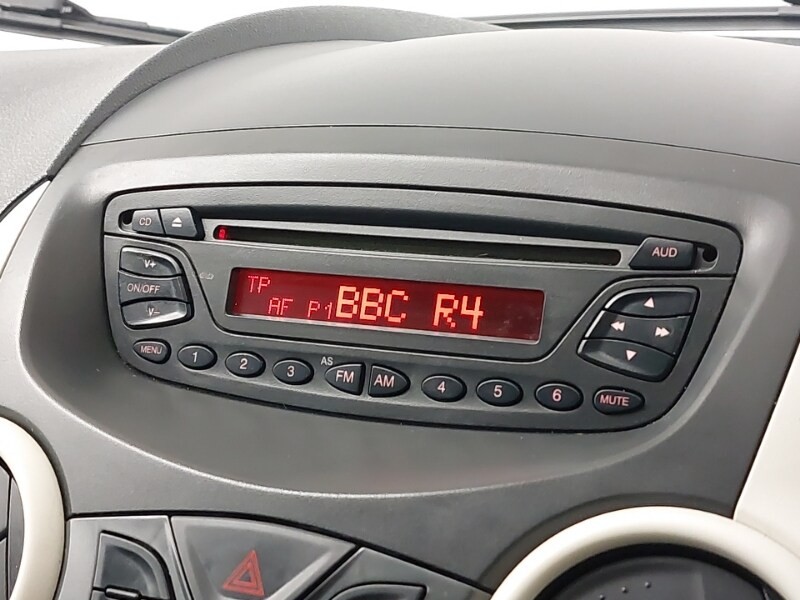 CD
AUD
V+
ON/OFF
V-
TP
AF P1 BBC R4
MENU 1 2 3 AS FM AM 4 5 6 MUTE